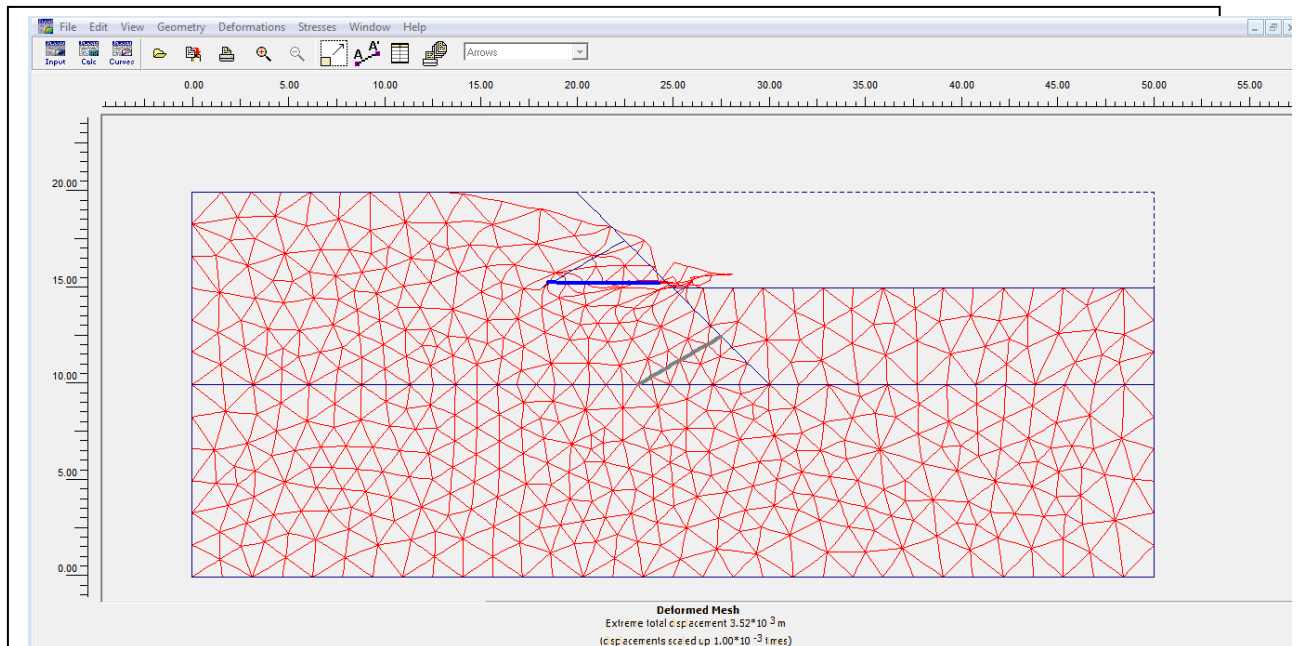 File Edit View Geometry Deformations Stresses Window Help
Input Calc Curves A A' Arrows
0.00 5.00 10.00 15.00 20.00 25.00 30.00 35.00 40.00 45.00 50.00 55.00
20.00
15.00
10.00
5.00
0.00
Deformed Mesh
Extreme total displacement 3.52*10 3 m
(displacements scaled up 1.00*10 -3 times)